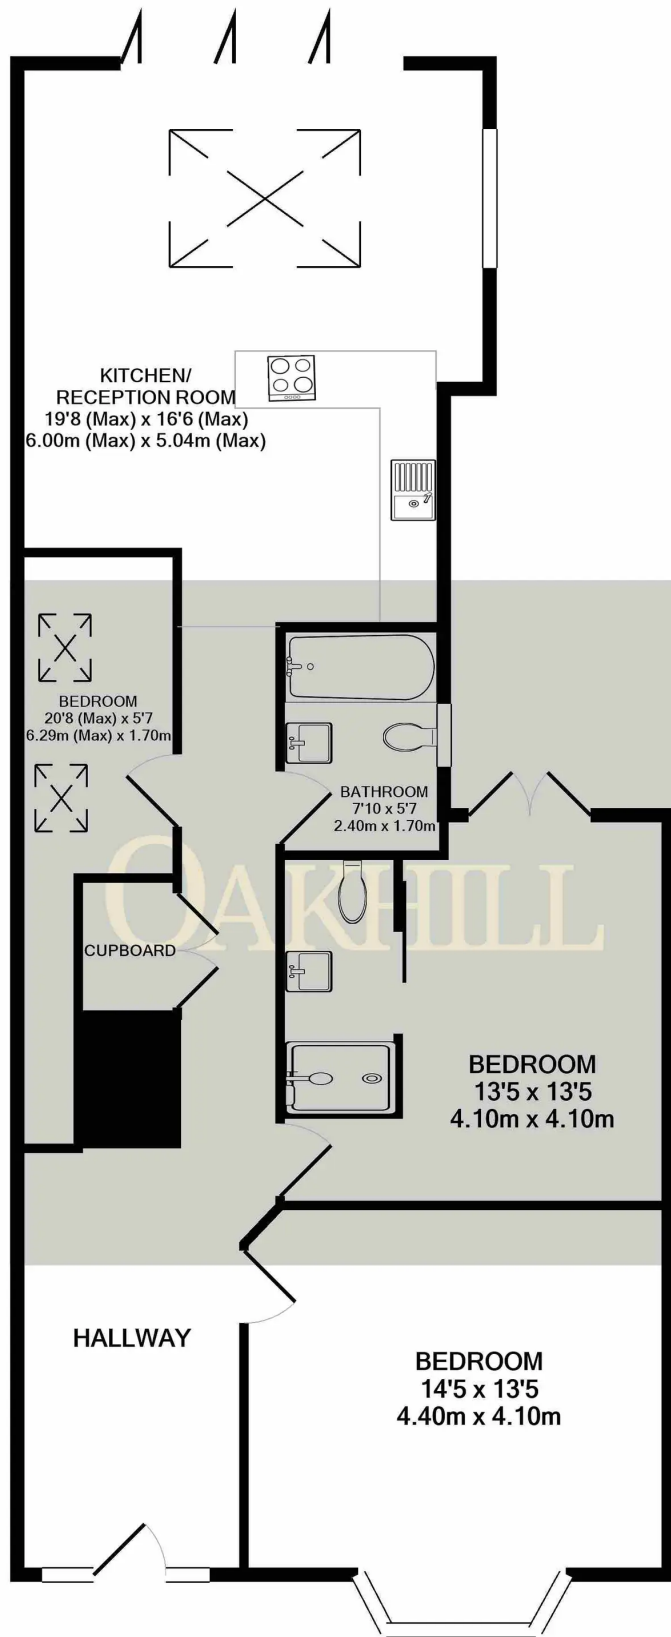 KITCHEN/
RECEPTION ROOM
19'8 (Max) x 16'6 (Max)
6.00m (Max) x 5.04m (Max)
BEDROOM
20'8 (Max) x 5'7
6.29m (Max) x 1.70m
BATHROOM
7'10 x 5'7
2.40m x 1.70m
OAKHILL
CUPBOARD
BEDROOM
13'5 x 13'5
4.10m x 4.10m
HALLWAY
BEDROOM
14'5 x 13'5
4.40m x 4.10m